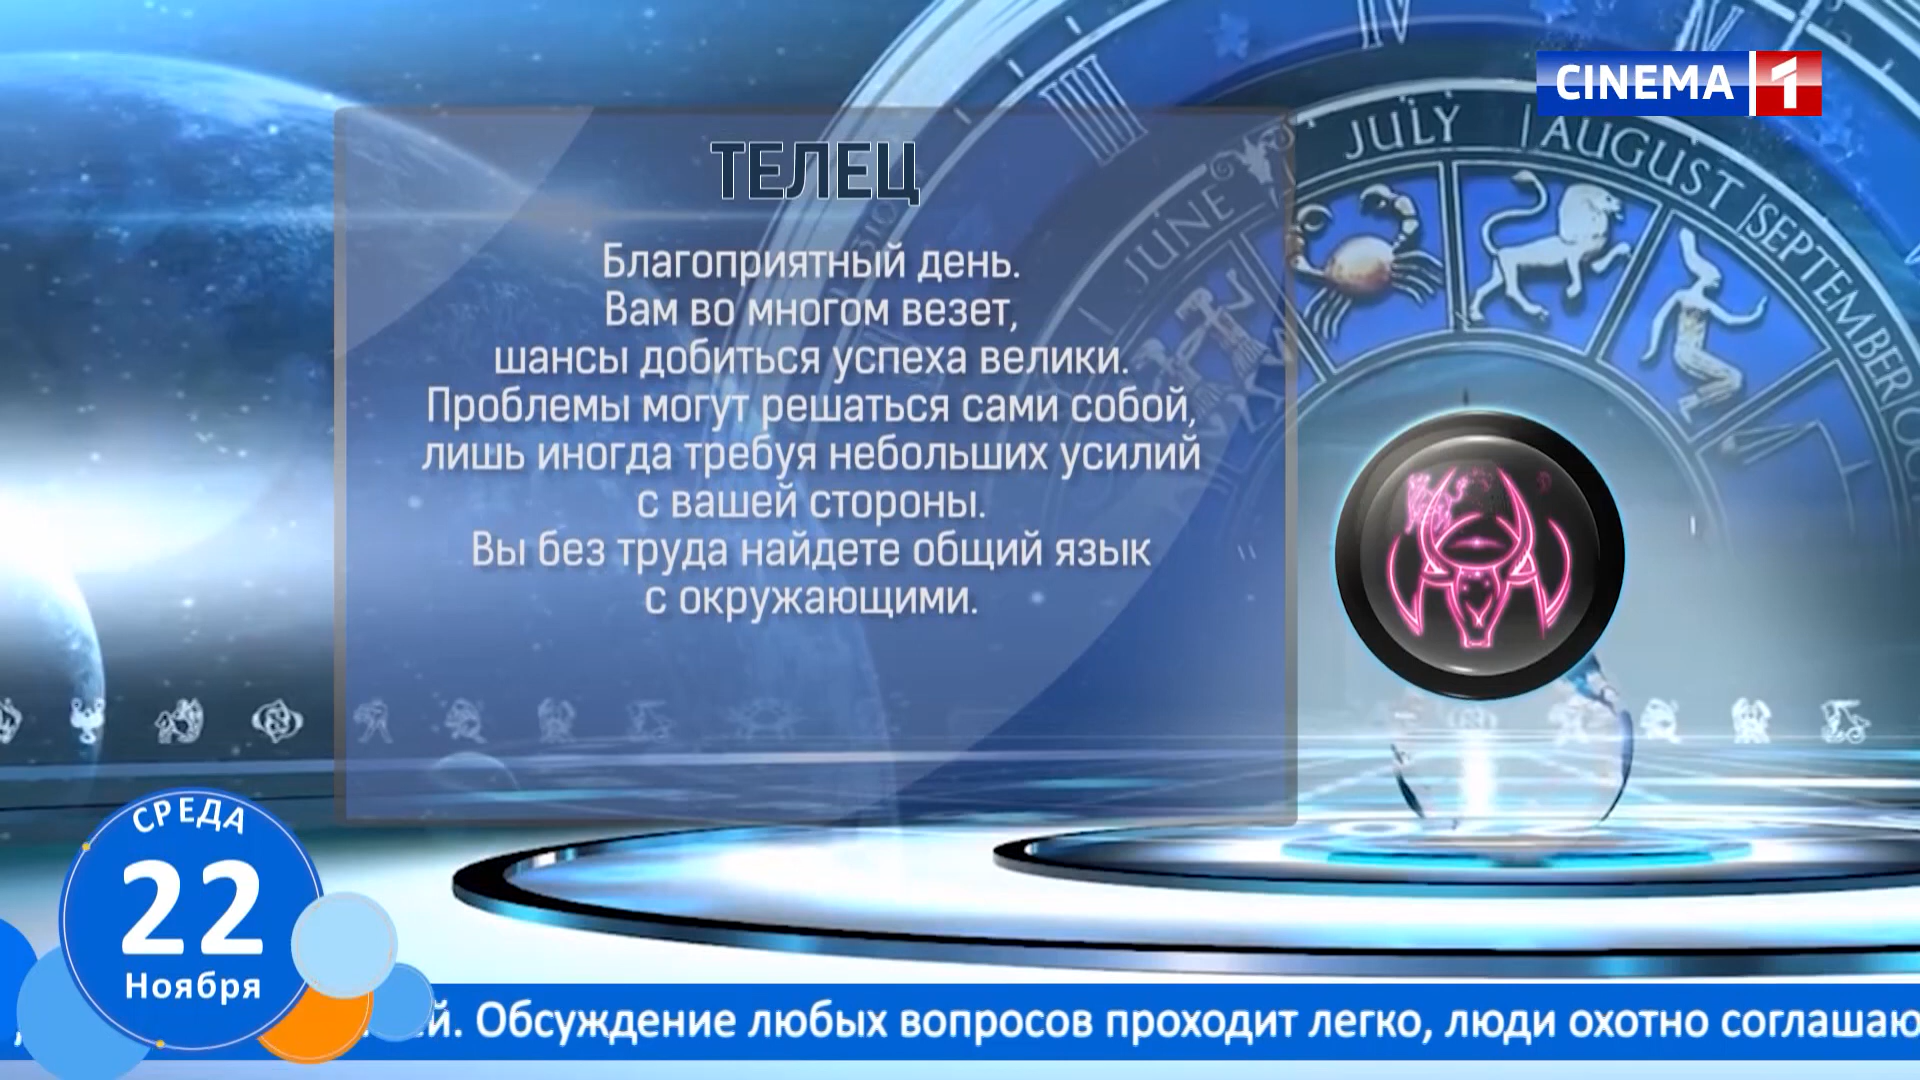 CINEMA 1
IIII
JUNE
JULY
AUGUST
SEPTEMBER
ТЕЛЕЦ
Благоприятный день.
Вам во многом везет,
шансы добиться успеха велики.
Проблемы могут решаться сами собой,
лишь иногда требуя небольших усилий
с вашей стороны.
Вы без труда найдете общий язык
с окружающими.
СРЕДА
22
Ноября
Обсуждение любых вопросов проходит легко, люди охотно соглашаю